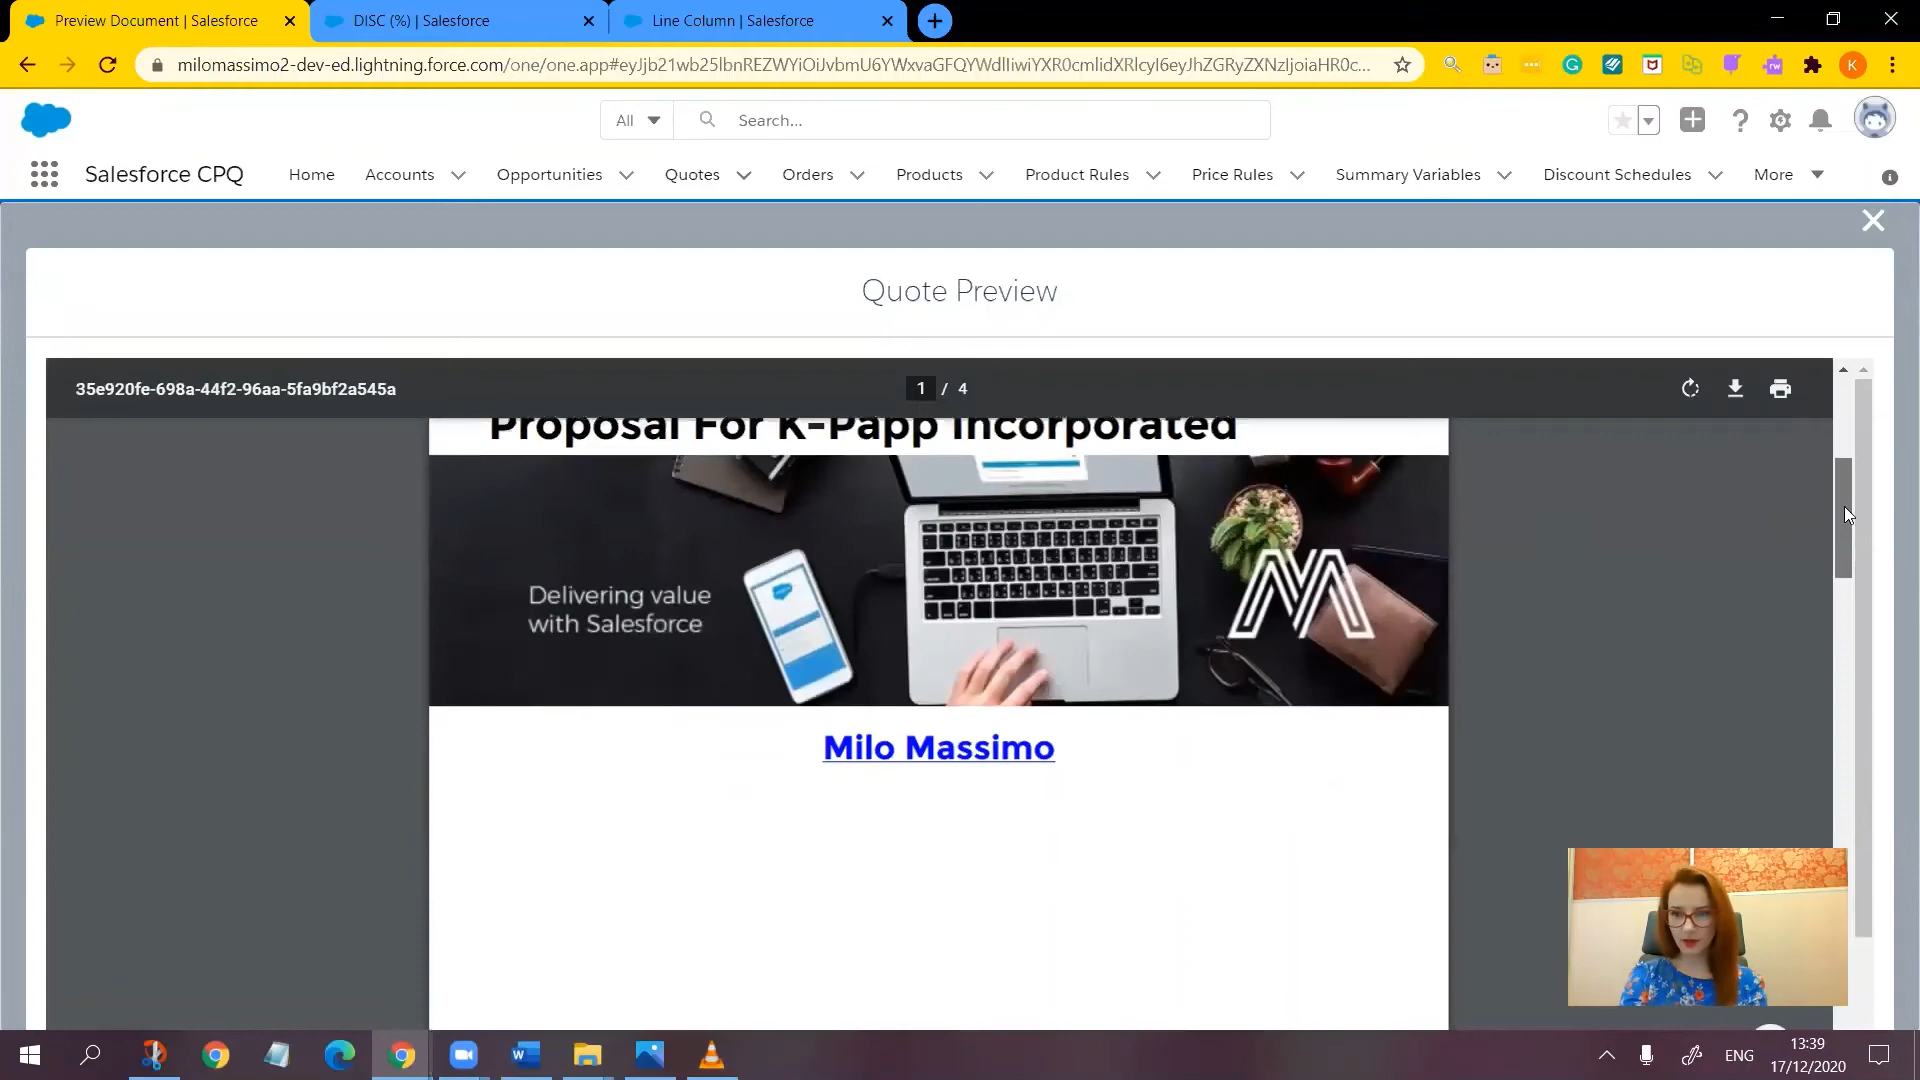 Preview Document | Salesforce
DISC (%) | Salesforce
Line Column | Salesforce
milomassimo2-dev-ed.lightning.force.com/one/one.app#eyJjb21wb25lbnREZWYiOiJvbmU6YWxvaGFQYWdlIiwiYXR0cmlidXRlcyI6eyJhZGRyZXNzIjoiaHR0c...
K
All
Search...
Salesforce CPQ
Home
Accounts
Opportunities
Quotes
Orders
Products
Product Rules
Price Rules
Summary Variables
Discount Schedules
More
Quote Preview
35e920fe-698a-44f2-96aa-5fa9bf2a545a
1 / 4
Proposal For K-Papp Incorporated
Delivering value
with Salesforce
Milo Massimo
ENG
13:39
17/12/2020